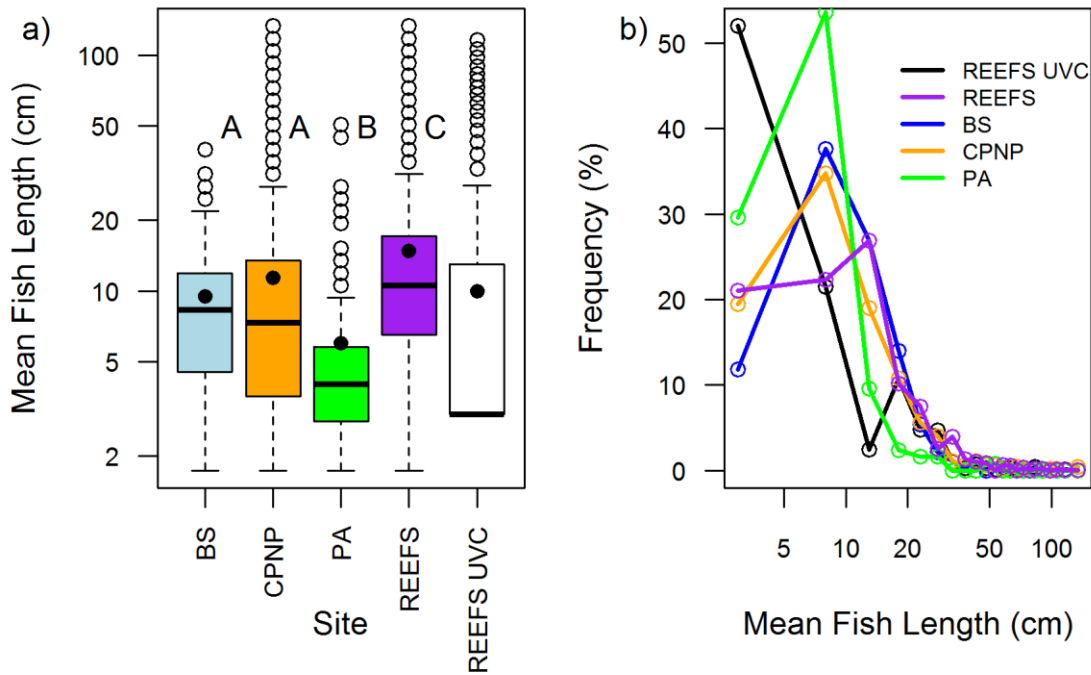 a)
Mean Fish Length (cm)
100
50
20
10
5
2
A
A
B
C
BS
CPNP
PA
REEFS
REEFS UVC
Site
b)
Frequency (%)
50
40
30
20
10
0
REEFS UVC
REEFS
BS
CPNP
PA
5
10
20
50
100
Mean Fish Length (cm)